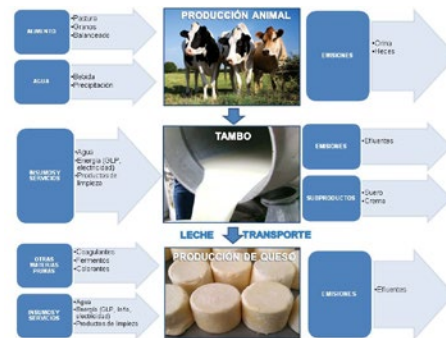 PRODUCCIÓN ANIMAL
ALIMENTO
•Pastura
•Granos
•Balanceado
AGUA
•Bebida
•Precipitación
EMISIONES
•Orina
•Heces
TAMBO
INSUMOS Y
SERVICIOS
•Agua
•Energía (GLP,
electricidad)
•Productos de
limpieza
EMISIONES
•Efluentes
SUBPRODUCTOS
•Suero
•Crema
LECHE TRANSPORTE
PRODUCCIÓN DE QUESO
OTRAS
MATERIAS
PRIMAS
•Coagulantes
•Fermentos
•Colorantes
INSUMOS Y
SERVICIOS
•Agua
•Energía (GLP, leña,
electricidad)
•Productos de limpieza
EMISIONES
•Efluentes